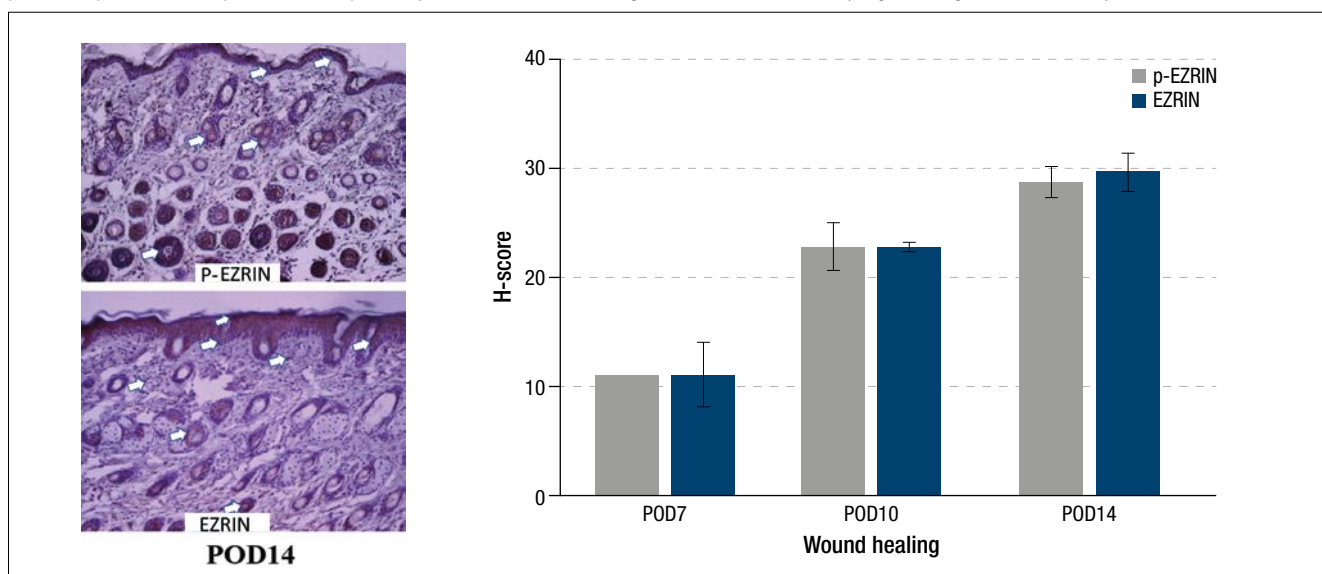 P-EZRIN
EZRIN
POD14
40
30
20
10
0
H-score
p-EZRIN
EZRIN
POD7
POD10
POD14
Wound healing